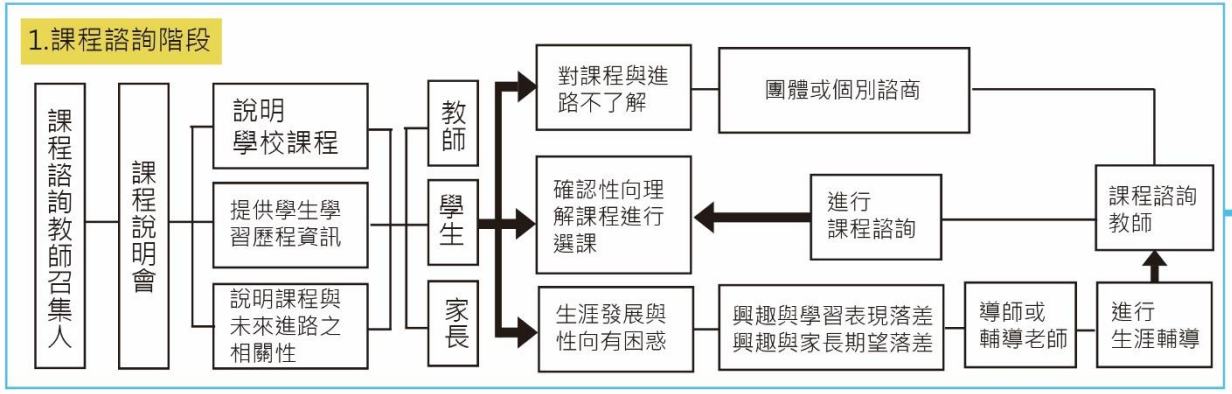 1.課程諮詢階段
課程諮詢教師召集人
課程說明會
說明
學校課程
提供學生學
習歷程資訊
說明課程與
未來進路之
相關性
教師
學生
家長
對課程與進
路不了解
團體或個別諮商
確認性向理
解課程進行
選課
進行
課程諮詢
課程諮詢
教師
生涯發展與
性向有困惑
興趣與學習表現落差
興趣與家長期望落差
導師或
輔導老師
進行
生涯輔導